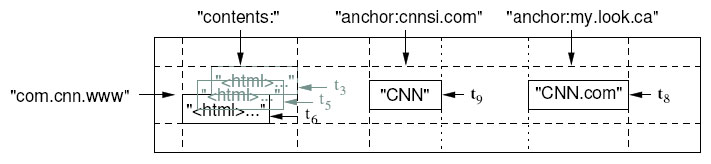 "contents:" "anchor:cnnsi.com" "anchor:my.look.ca"
"<html>..." t3
"com.cnn.www" "<html>..." t5 "CNN" t9 "CNN.com" t8
"<html>..." t6